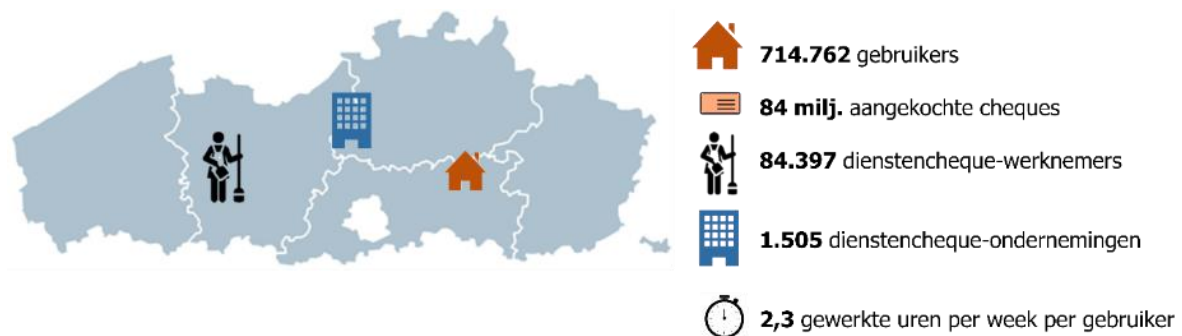 714.762 gebruikers
84 milj. aangekochte cheques
84.397 dienstencheque-werknemers
1.505 dienstencheque-ondernemingen
2,3 gewerkte uren per week per gebruiker